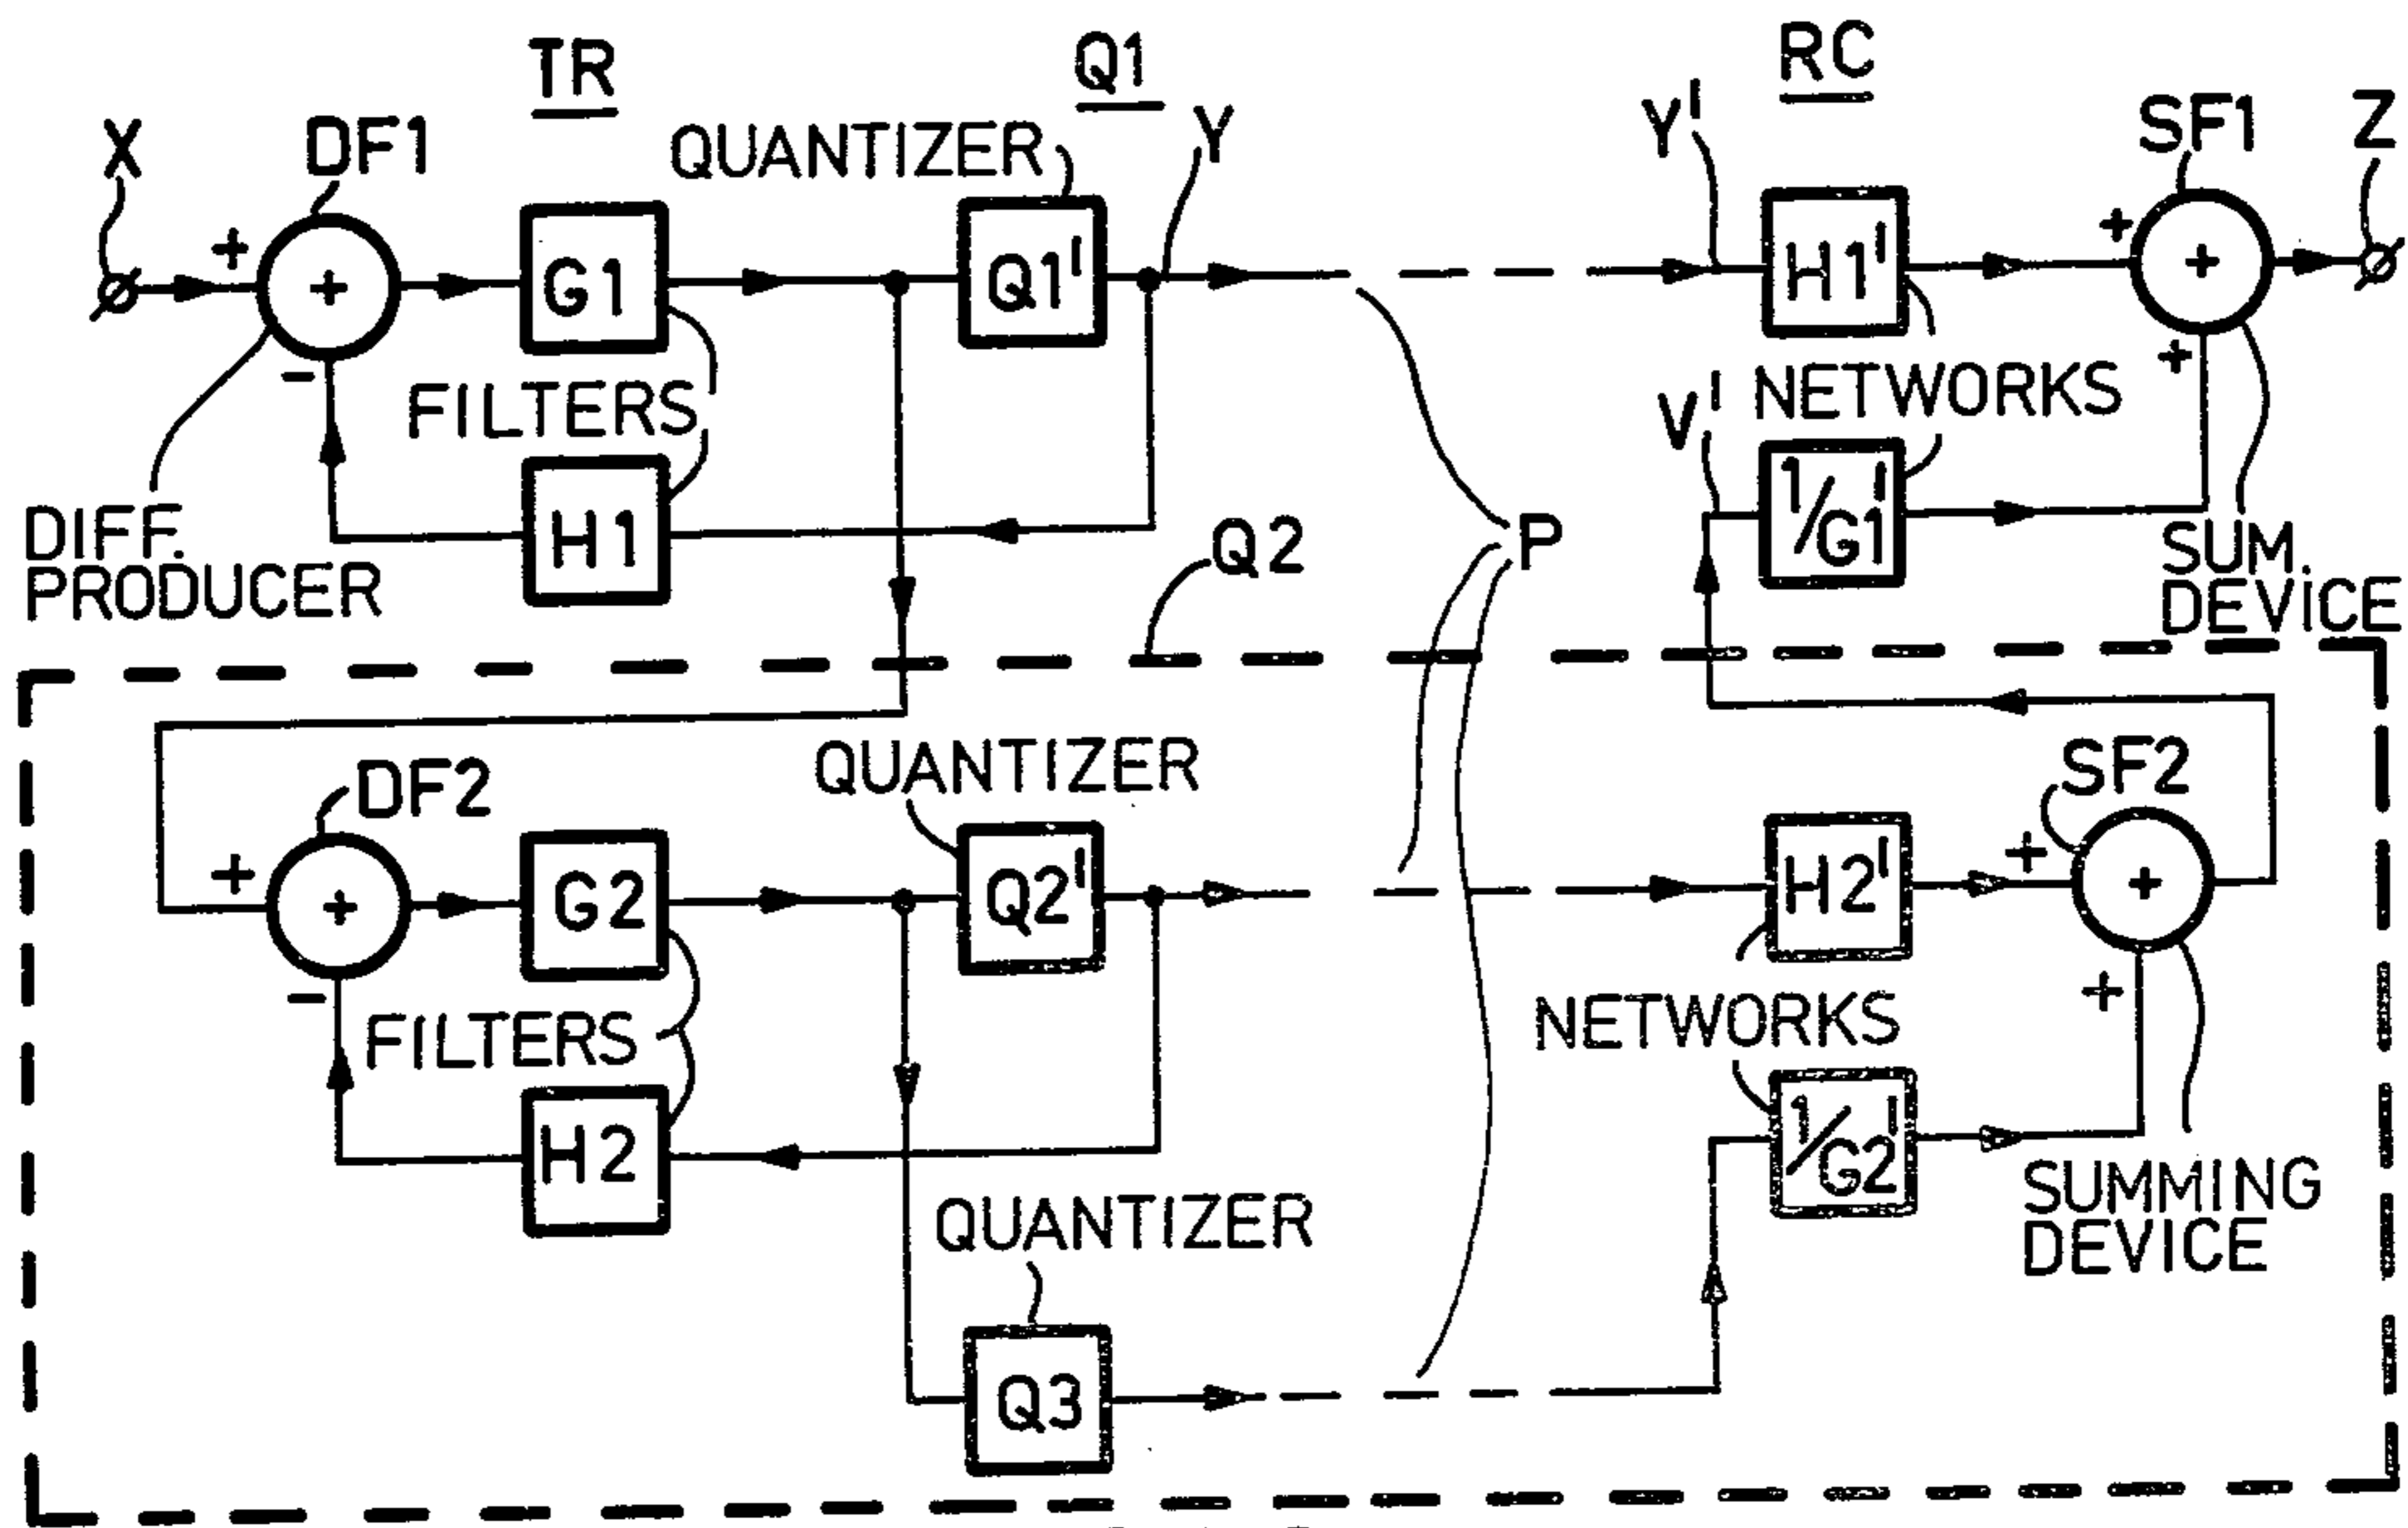 TR
Q1
RC
X
DF1
QUANTIZER
Y
Y'
SF1
Z
+
+
G1
Q1'
H1'
+
+
-
FILTERS
+
V'
NETWORKS
DIFF.
PRODUCER
H1
Q2
P
1/G1'
SUM.
DEVICE
QUANTIZER
DF2
SF2
+
+
G2
Q2'
H2'
+
+
-
FILTERS
NETWORKS
+
H2
1/G2'
SUMMING
DEVICE
QUANTIZER
Q3